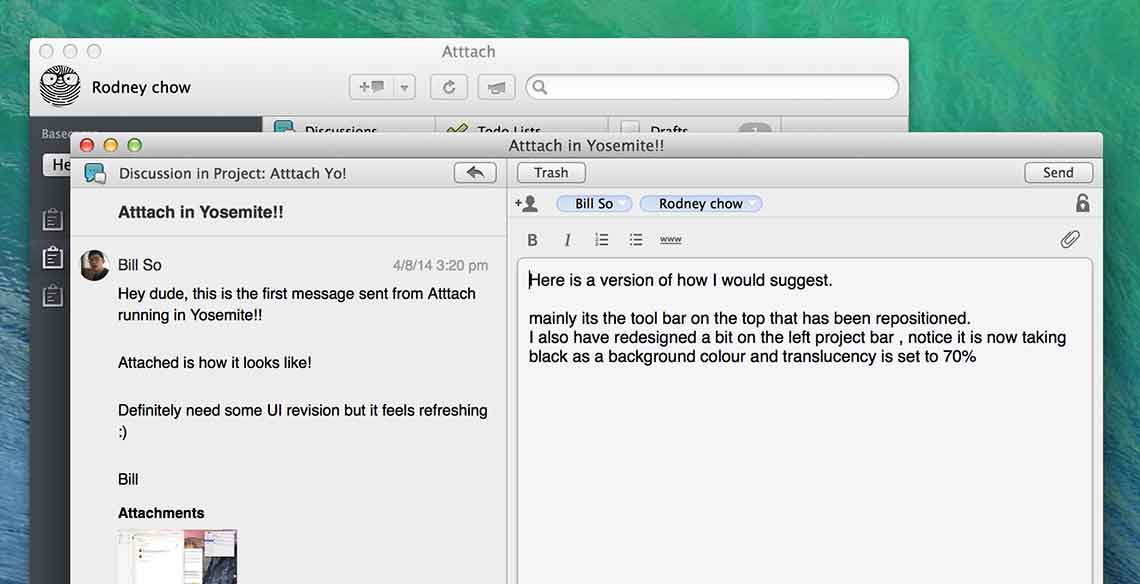 Atttach
Rodney chow
Discussions
Todo Lists
Drafts
1
Atttach in Yosemite!!
He
Discussion in Project: Atttach Yo!
Trash
Send
Atttach in Yosemite!!
Bill So
Rodney chow
B I www
Bill So
4/8/14 3:20 pm
Hey dude, this is the first message sent from Atttach
running in Yosemite!!
Attached is how it looks like!
Definitely need some UI revision but it feels refreshing
:)
Bill
Attachments
Here is a version of how I would suggest.
mainly its the tool bar on the top that has been repositioned.
I also have redesigned a bit on the left project bar , notice it is now taking
black as a background colour and translucency is set to 70%